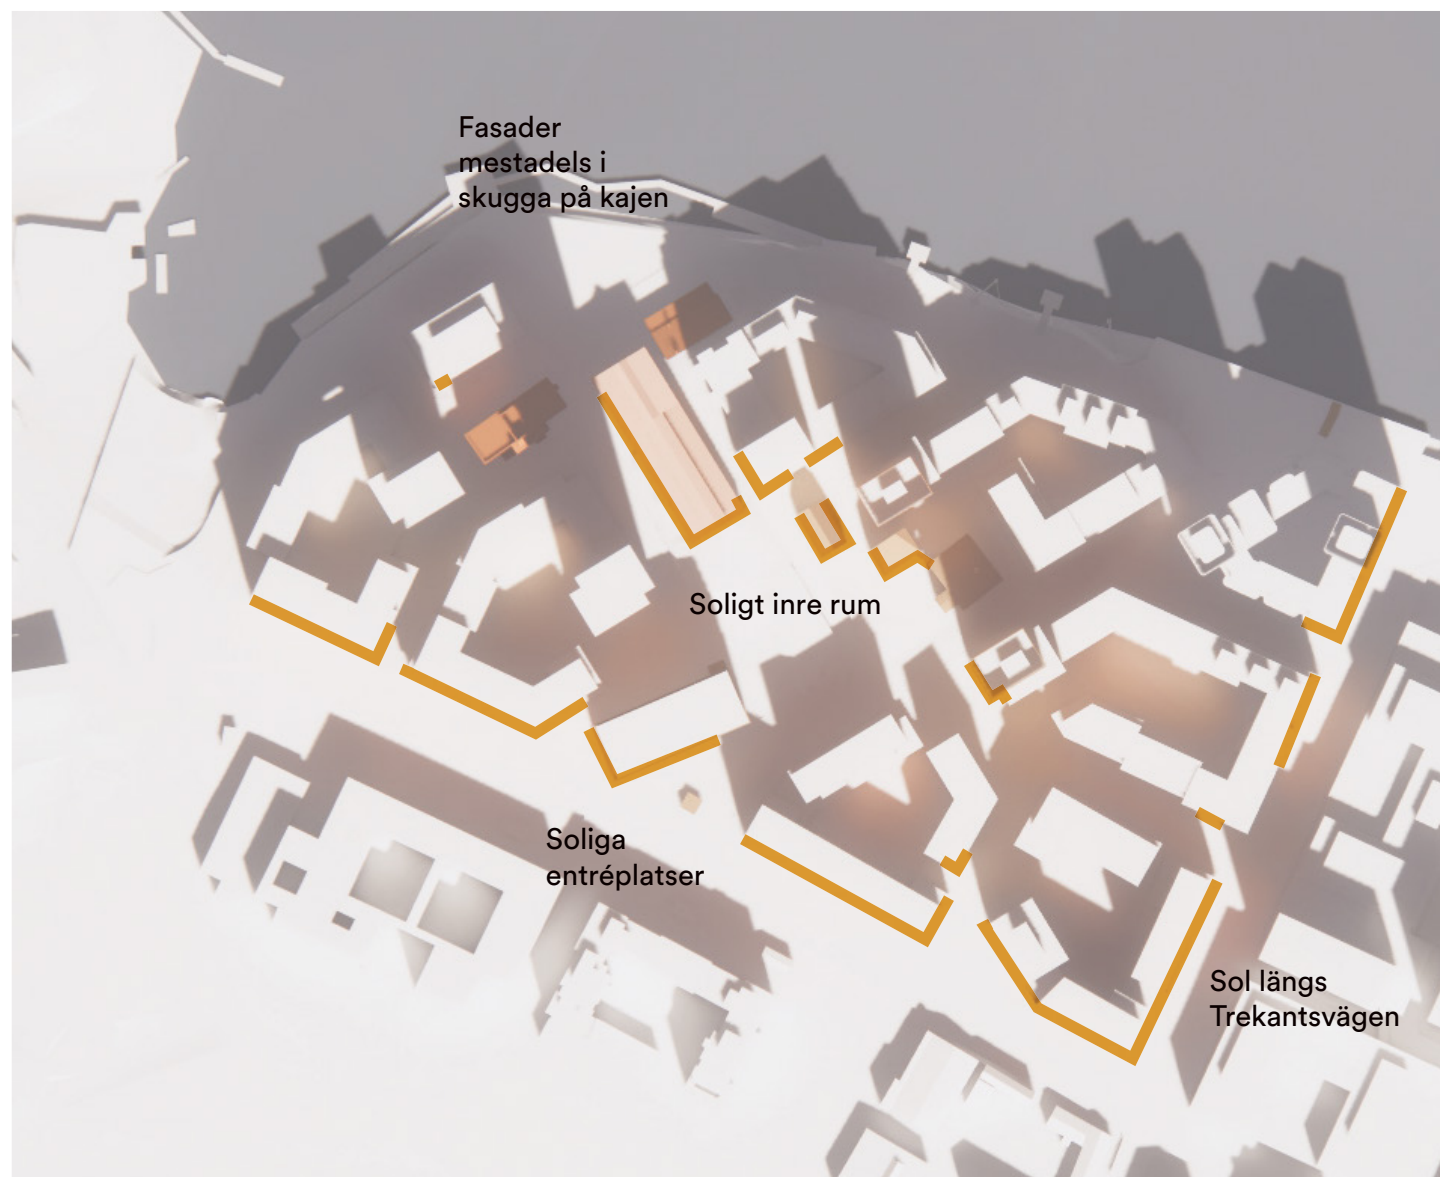 Fasader
mestadels i
skugga på kajen
Soligt inre rum
Soliga
entréplatser
Sol längs
Trekantsvägen